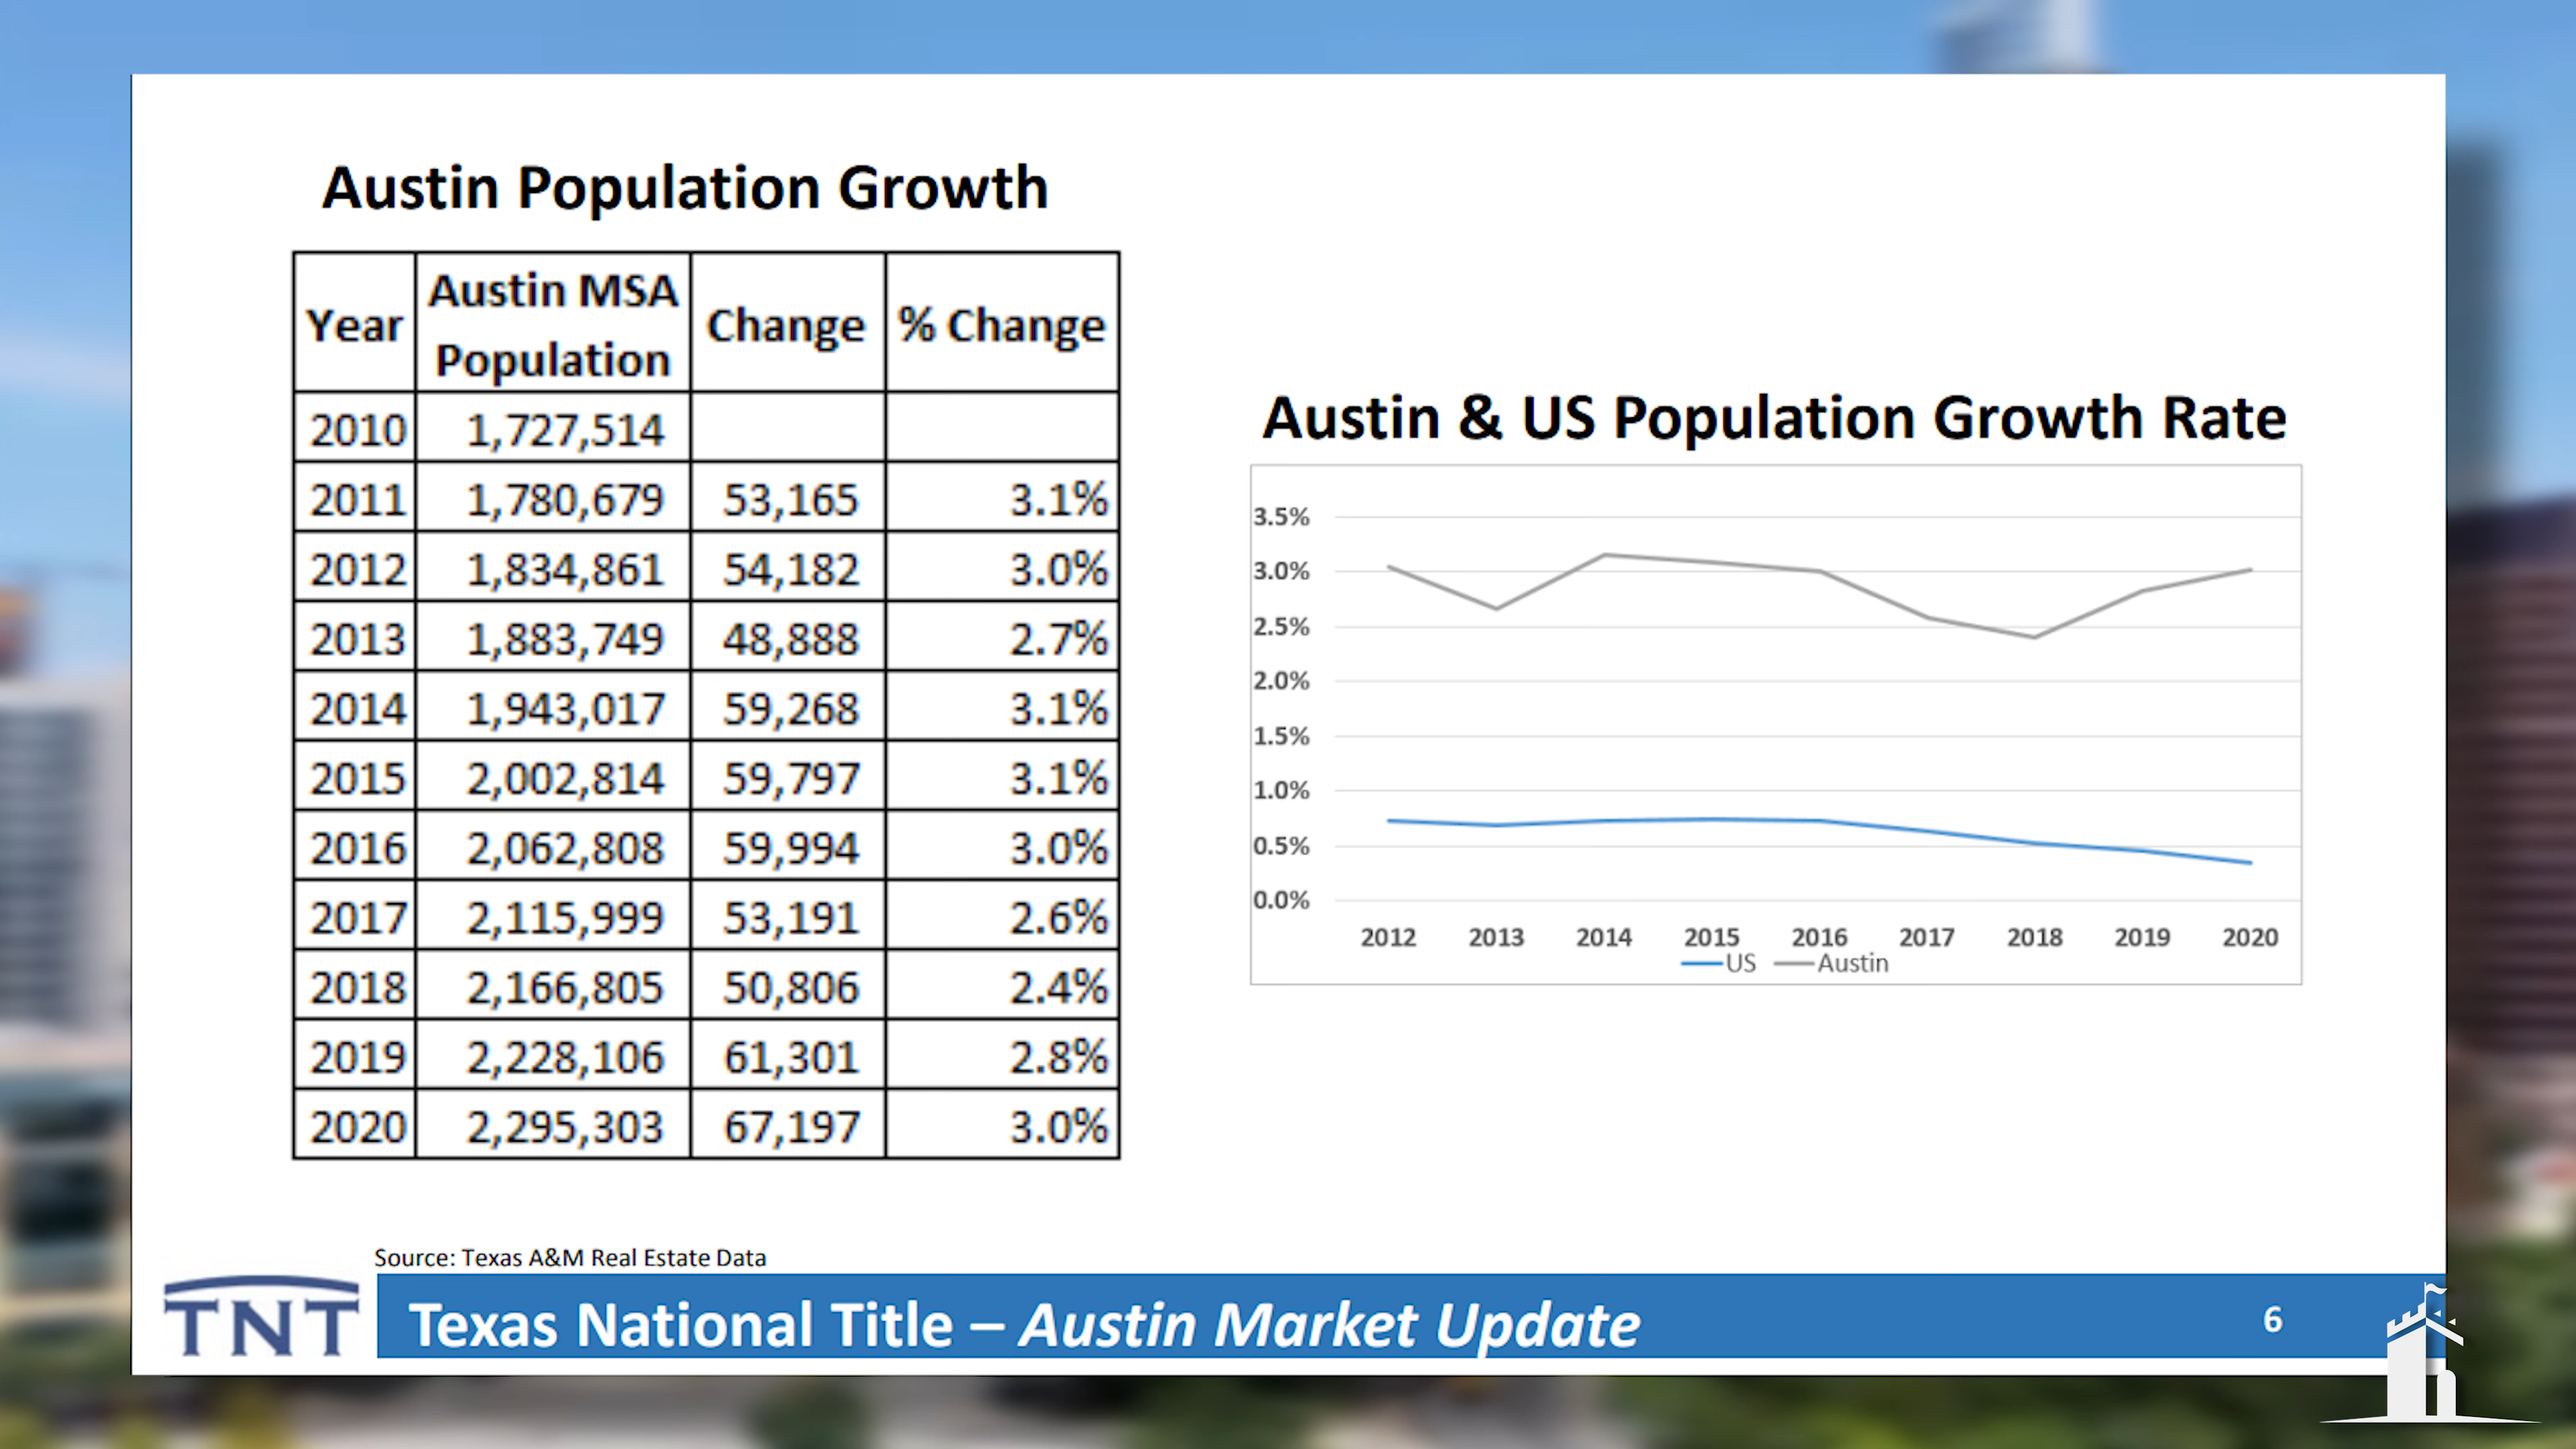 Austin Population Growth
Year Austin MSA Population Change % Change
2010 1,727,514
2011 1,780,679 53,165 3.1%
2012 1,834,861 54,182 3.0%
2013 1,883,749 48,888 2.7%
2014 1,943,017 59,268 3.1%
2015 2,002,814 59,797 3.1%
2016 2,062,808 59,994 3.0%
2017 2,115,999 53,191 2.6%
2018 2,166,805 50,806 2.4%
2019 2,228,106 61,301 2.8%
2020 2,295,303 67,197 3.0%
Austin & US Population Growth Rate
3.5%
3.0%
2.5%
2.0%
1.5%
1.0%
0.5%
0.0%
2012 2013 2014 2015 2016 2017 2018 2019 2020
US Austin
Source: Texas A&M Real Estate Data
TNT
Texas National Title – Austin Market Update
6